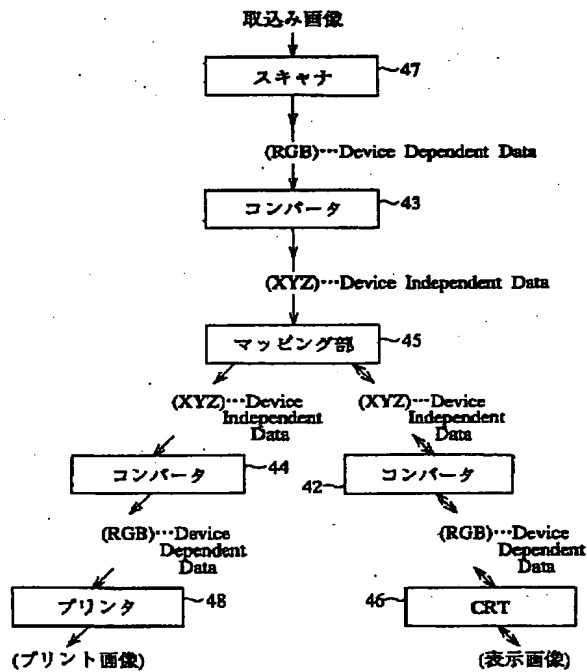 取込み画像
スキャナ
47
(RGB)…Device Dependent Data
コンバータ
43
(XYZ)…Device Independent Data
マッピング部
45
(XYZ)…Device
Independent
Data
(XYZ)…Device
Independent
Data
コンバータ
44
42
コンバータ
(RGB)…Device
Dependent
Data
(RGB)…Device
Dependent
Data
プリンタ
48
46
CRT
(プリント画像)
(表示画像)